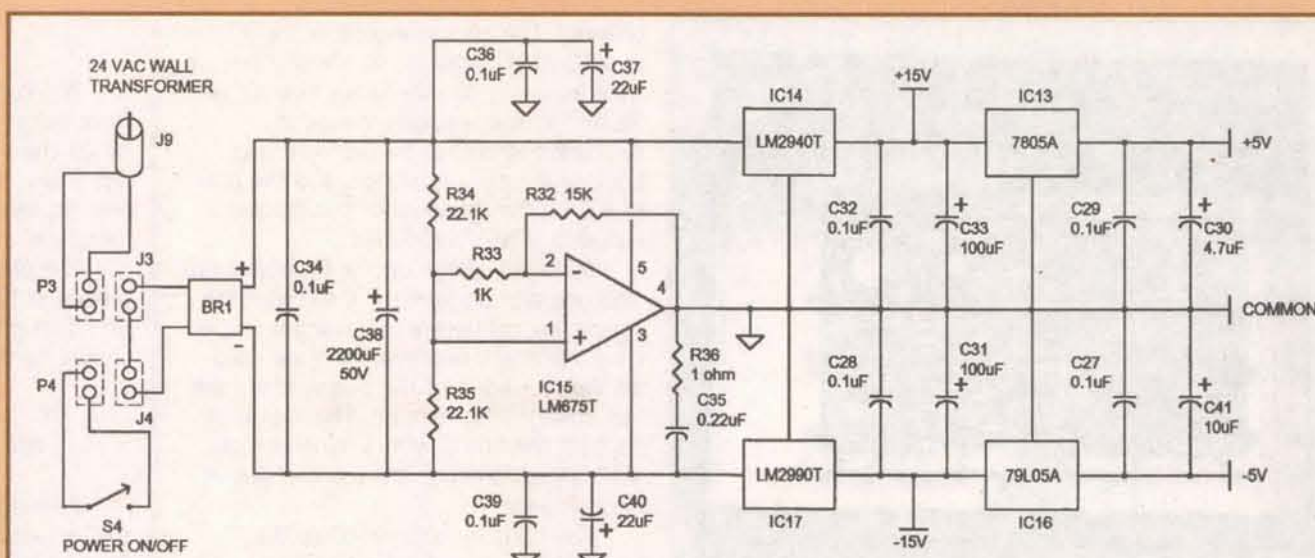 24 VAC WALL
TRANSFORMER
J9
P3
J3
P4
J4
S4
POWER ON/OFF
BR1
+
-
C34
0.1uF
+
C38
2200uF
50V
C36
0.1uF
+
C37
22uF
R34
22.1K
R32 15K
R33
1K
2
-
1
+
5
4
3
IC15
LM675T
R35
22.1K
R36
1 ohm
C35
0.22uF
C39
0.1uF
C40
22uF
+
IC14
LM2940T
+15V
IC13
7805A
+5V
C32
0.1uF
+
C33
100uF
C29
0.1uF
+
C30
4.7uF
COMMON
C28
0.1uF
C31
100uF
+
C27
0.1uF
+
C41
10uF
LM2990T
IC17
-15V
79L05A
IC16
-5V